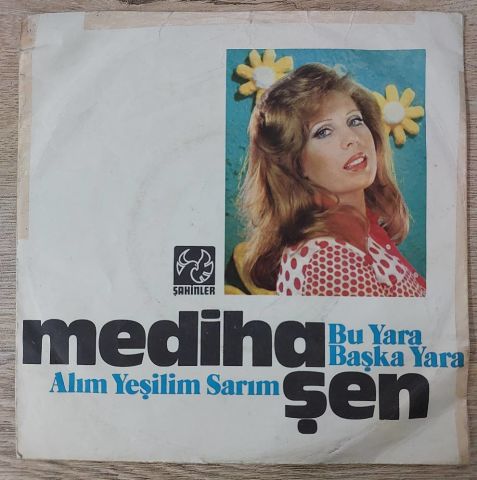 ŞAHİNLER
mediha
Bu Yara
Başka Yara
Alım Yeşilim Sarım
şen